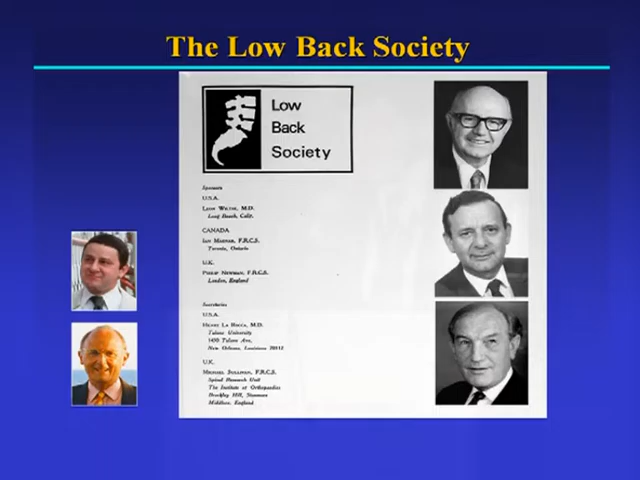 The Low Back Society
Low
Back
Society
Sponsors
U.S.A.
Leon Wiltse, M.D.
Long Beach, Calif.
CANADA
Ian Macnab, F.R.C.S.
Toronto, Ontario
U.K.
Philip Newman, F.R.C.S.
London, England
Secretaries
U.S.A.
Henry La Rocca, M.D.
Tulane University
1430 Tulane Ave.
New Orleans, Louisiana 70112
U.K.
Michael Sullivan, F.R.C.S.
Spinal Research Unit
The Institute of Orthopaedics
Brockley Hill, Stanmore
Middlesex, England